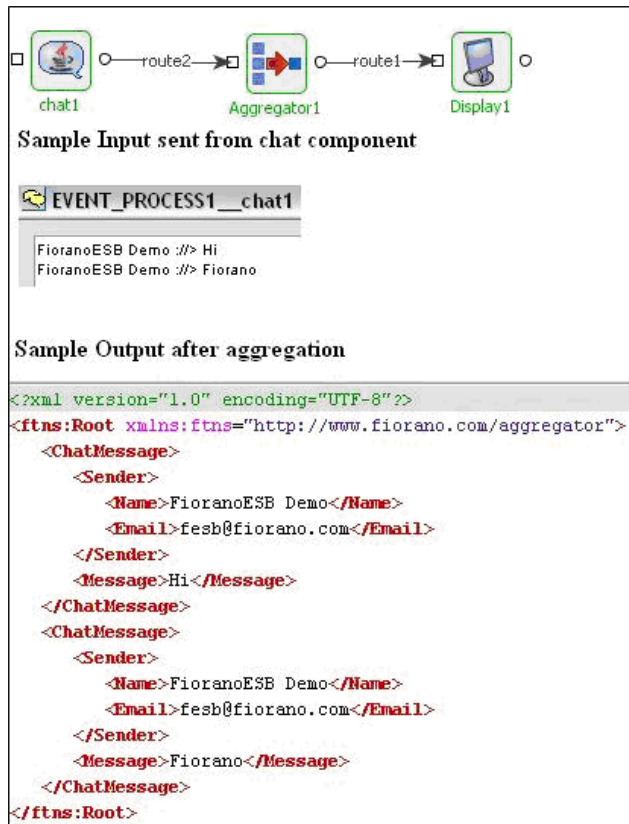 route2 route1
chat1 Aggregator1 Display1
Sample Input sent from chat component
EVENT_PROCESS1__chat1
FioranoESB Demo ://> Hi
FioranoESB Demo ://> Fiorano
Sample Output after aggregation
<?xml version="1.0" encoding="UTF-8"?>
<ftns:Root xmlns:ftns="http://www.fiorano.com/aggregator">
<ChatMessage>
<Sender>
<Name>FioranoESB Demo</Name>
<Email>fesb@fiorano.com</Email>
</Sender>
<Message>Hi</Message>
</ChatMessage>
<ChatMessage>
<Sender>
<Name>FioranoESB Demo</Name>
<Email>fesb@fiorano.com</Email>
</Sender>
<Message>Fiorano</Message>
</ChatMessage>
</ftns:Root>